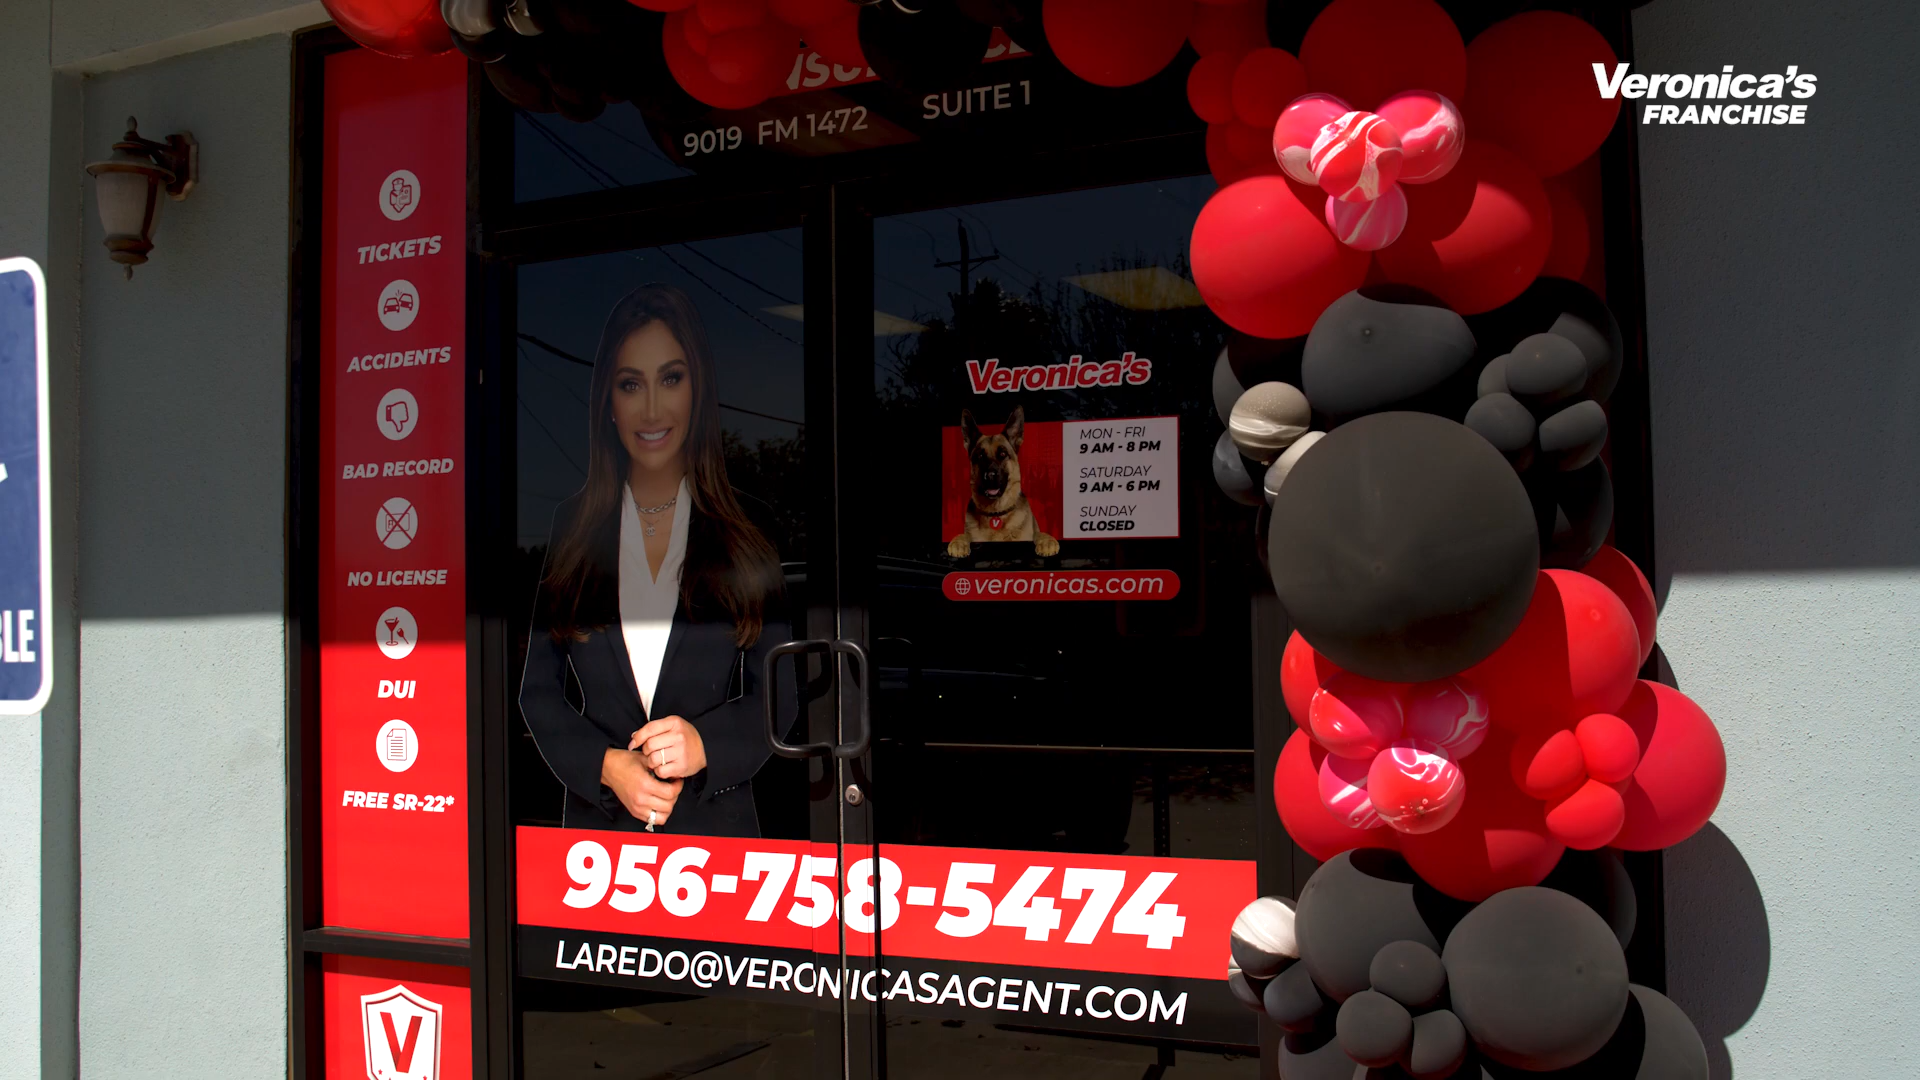 Veronica's
FRANCHISE
9019 FM 1472 SUITE 1
TICKETS
ACCIDENTS
BAD RECORD
NO LICENSE
DUI
FREE SR-22*
V
Veronica's
MON - FRI
9 AM - 8 PM
SATURDAY
9 AM - 6 PM
SUNDAY
CLOSED
V
veronicas.com
956-758-5474
LAREDO@VERONICASAGENT.COM